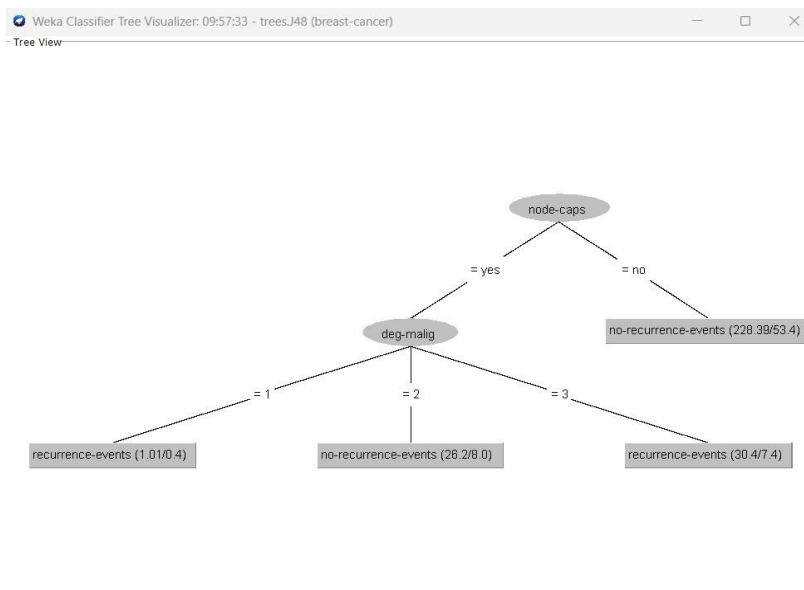 Weka Classifier Tree Visualizer: 09:57:33 - trees.J48 (breast-cancer)
Tree View
node-caps
= yes
= no
deg-malig
no-recurrence-events (228.39/53.4)
= 1
= 2
= 3
recurrence-events (1.01/0.4)
no-recurrence-events (26.2/8.0)
recurrence-events (30.4/7.4)